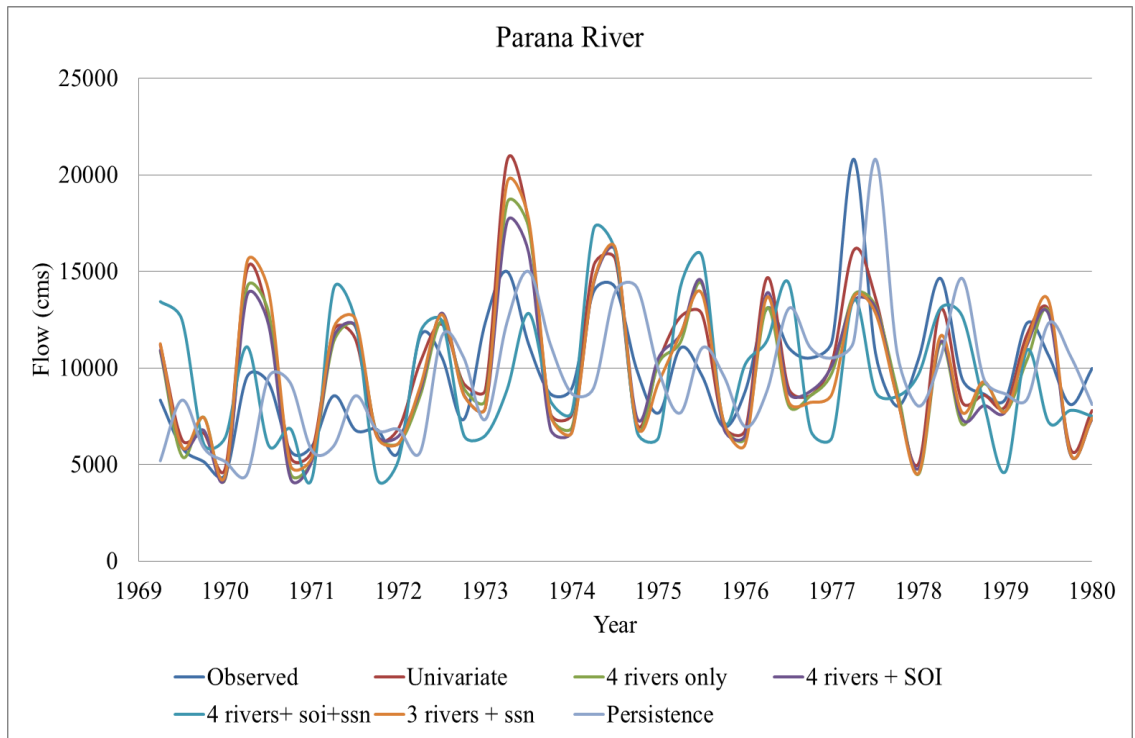 Parana River
25000
20000
15000
10000
5000
0
Flow (cms)
1969 1970 1971 1972 1973 1974 1975 1976 1977 1978 1979 1980
Year
Observed Univariate 4 rivers only 4 rivers + SOI
4 rivers+ soi+ssn 3 rivers + ssn Persistence